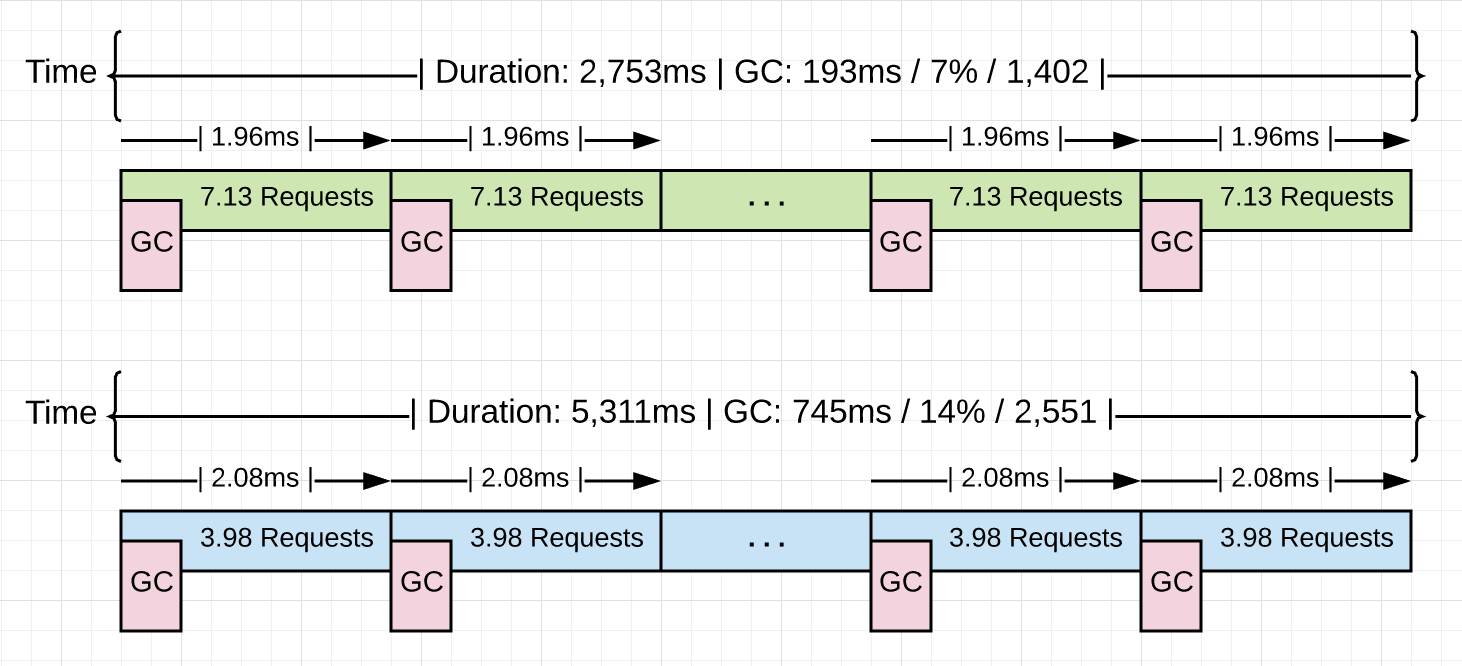 Time | Duration: 2,753ms | GC: 193ms / 7% / 1,402 |
| 1.96ms | | 1.96ms | | 1.96ms | | 1.96ms |
7.13 Requests 7.13 Requests ... 7.13 Requests 7.13 Requests
GC GC GC GC
Time | Duration: 5,311ms | GC: 745ms / 14% / 2,551 |
| 2.08ms | | 2.08ms | | 2.08ms | | 2.08ms |
3.98 Requests 3.98 Requests ... 3.98 Requests 3.98 Requests
GC GC GC GC